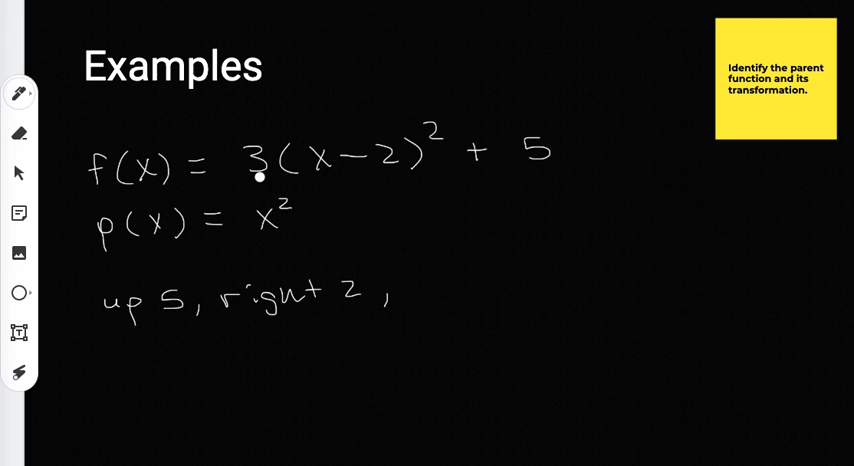 Examples
Identify the parent
function and its
transformation.
f(x) = 3(x-2)² + 5
p(x) = x²
up 5, right 2,